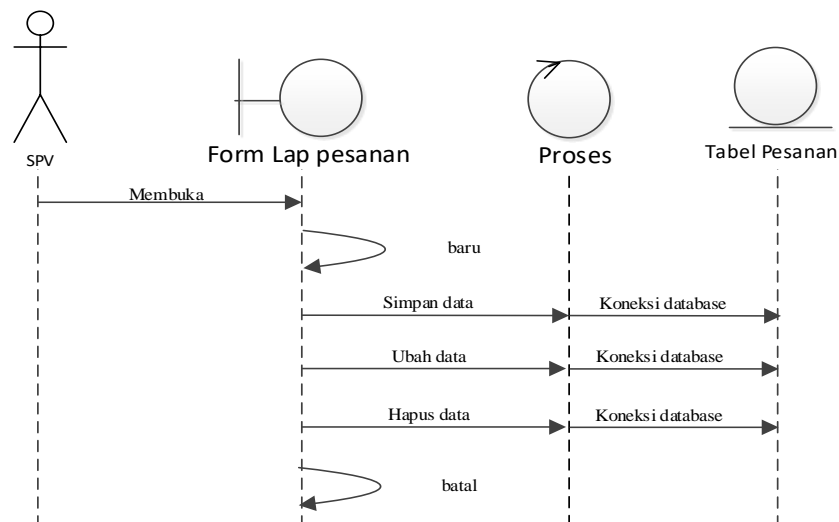 SPV
Form Lap pesanan
Proses
Tabel Pesanan
Membuka
baru
Simpan data
Koneksi database
Ubah data
Koneksi database
Hapus data
Koneksi database
batal